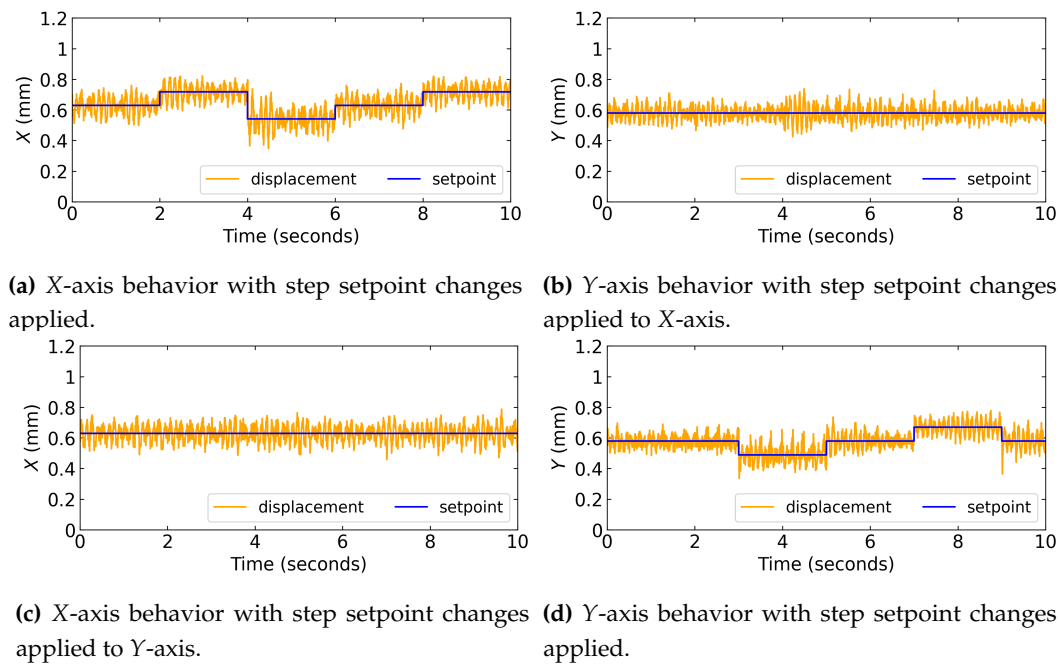 1.2
1
0.8
0.6
0.4
0.2
0
X (mm)
displacement setpoint
0 2 4 6 8 10
Time (seconds)
1.2
1
0.8
0.6
0.4
0.2
0
Y (mm)
displacement setpoint
0 2 4 6 8 10
Time (seconds)
(a) X-axis behavior with step setpoint changes
applied.
(b) Y-axis behavior with step setpoint changes
applied to X-axis.
1.2
1
0.8
0.6
0.4
0.2
0
X (mm)
displacement setpoint
0 2 4 6 8 10
Time (seconds)
1.2
1
0.8
0.6
0.4
0.2
0
Y (mm)
displacement setpoint
0 2 4 6 8 10
Time (seconds)
(c) X-axis behavior with step setpoint changes
applied to Y-axis.
(d) Y-axis behavior with step setpoint changes
applied.